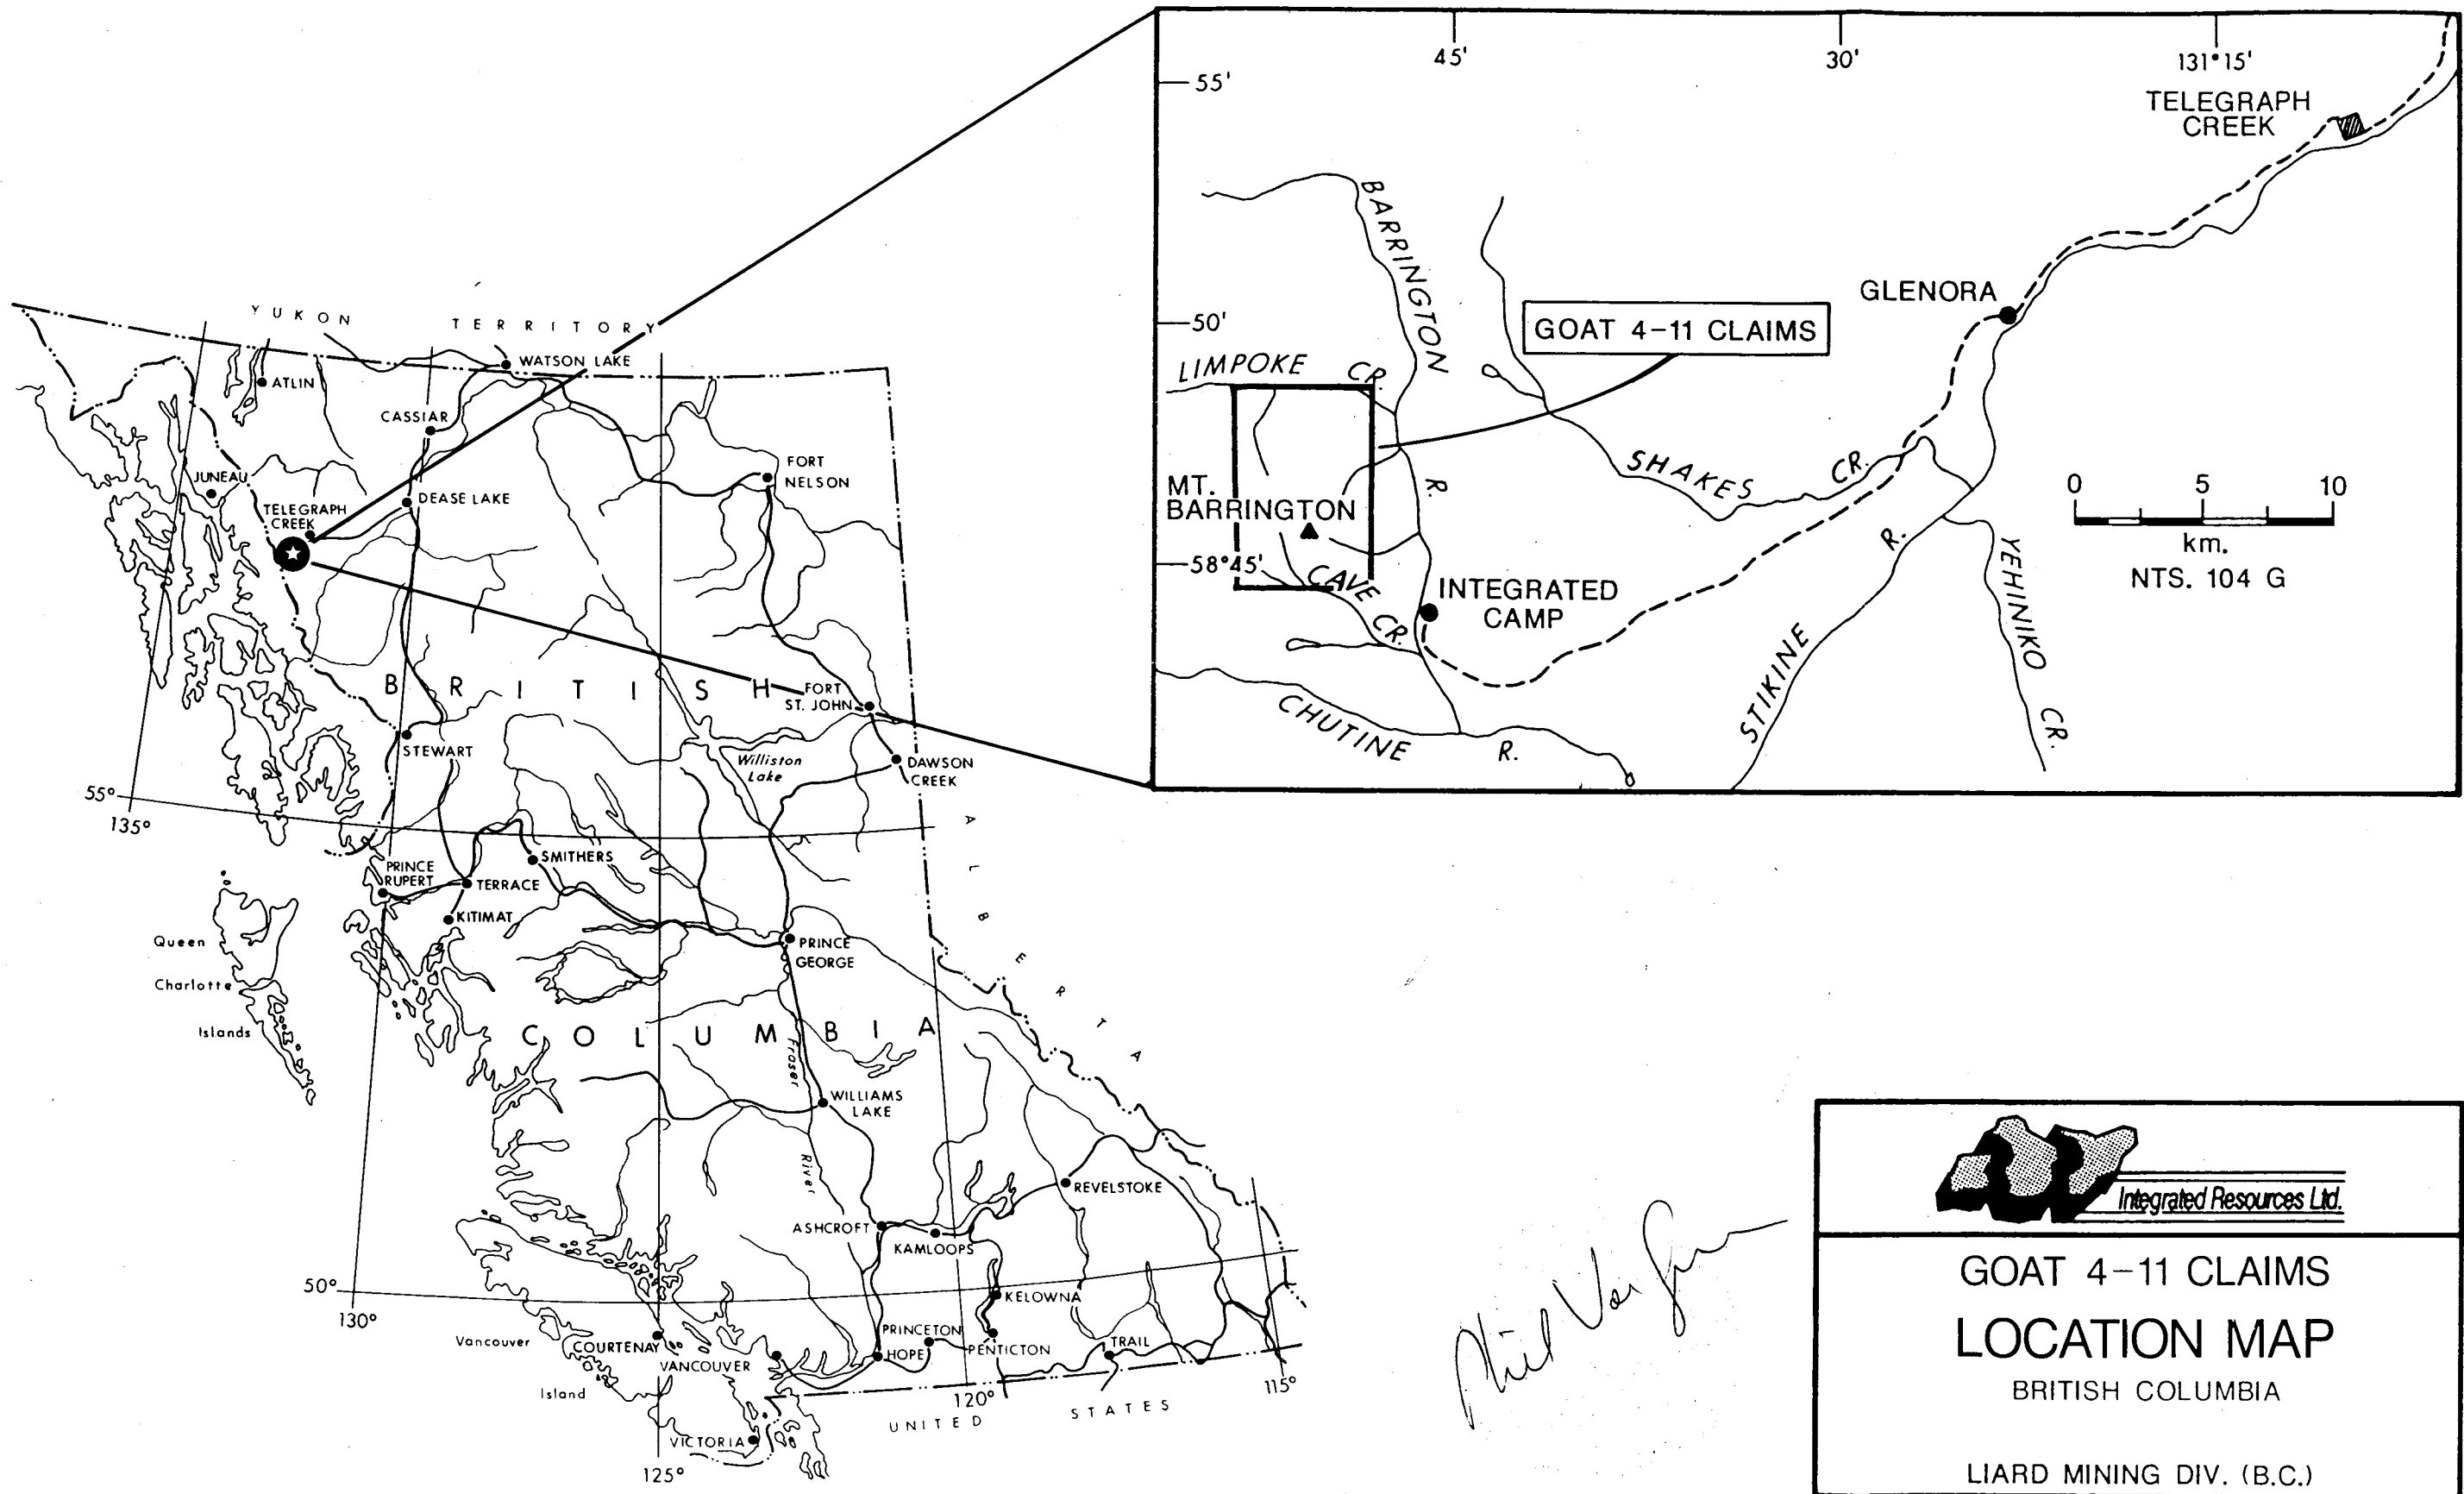 45'
30'
131°15'
55'
TELEGRAPH
CREEK
BARRINGTON
R.
GLENORA
50'
GOAT 4-11 CLAIMS
LIMPOKE CR.
SHAKES CR.
MT.
BARRINGTON
0 5 10
km.
NTS. 104 G
58°45'
CAVE CR.
INTEGRATED
CAMP
STIKINE R.
YEHINIKO CR.
CHUTINE R.
YUKON TERRITORY
WATSON LAKE
ATLIN
CASSIAR
JUNEAU
FORT
NELSON
DEASE LAKE
TELEGRAPH
CREEK
BRITISH
FORT
ST. JOHN
STEWART
Williston
Lake
DAWSON
CREEK
55°
135°
ALBERTA
SMITHERS
PRINCE
RUPERT
TERRACE
KITIMAT
Queen
Charlotte
Islands
PRINCE
GEORGE
COLUMBIA
Fraser
River
WILLIAMS
LAKE
REVELSTOKE
ASHCROFT
KAMLOOPS
50°
130°
KELOWNA
Vancouver
Island
COURTENAY
VANCOUVER
PRINCETON
HOPE
PENTICTON
TRAIL
120°
115°
UNITED STATES
VICTORIA
125°
Integrated Resources Ltd.
GOAT 4-11 CLAIMS
LOCATION MAP
BRITISH COLUMBIA
LIARD MINING DIV. (B.C.)